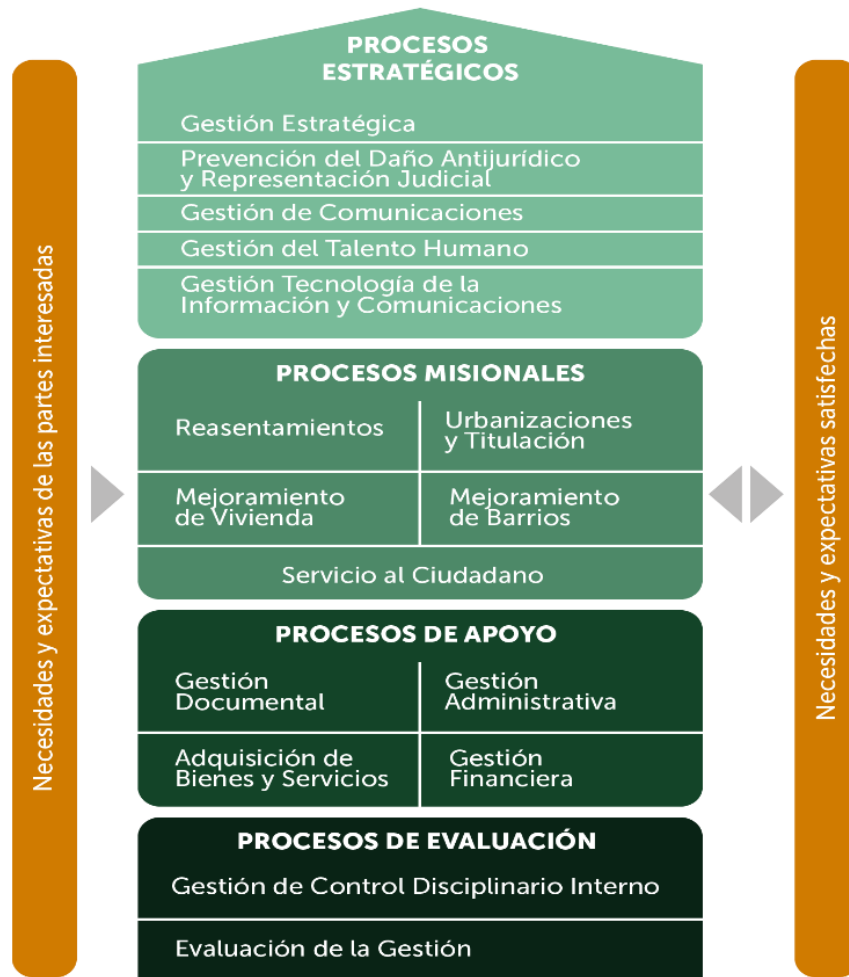 Necesidades y expectativas de las partes interesadas
PROCESOS
ESTRATÉGICOS
Gestión Estratégica
Prevención del Daño Antijurídico
y Representación Judicial
Gestión de Comunicaciones
Gestión del Talento Humano
Gestión Tecnología de la
Información y Comunicaciones
PROCESOS MISIONALES
Reasentamientos
Urbanizaciones
y Titulación
Mejoramiento
de Vivienda
Mejoramiento
de Barrios
Servicio al Ciudadano
PROCESOS DE APOYO
Gestión
Documental
Gestión
Administrativa
Adquisición de
Bienes y Servicios
Gestión
Financiera
PROCESOS DE EVALUACIÓN
Gestión de Control Disciplinario Interno
Evaluación de la Gestión
Necesidades y expectativas satisfechas